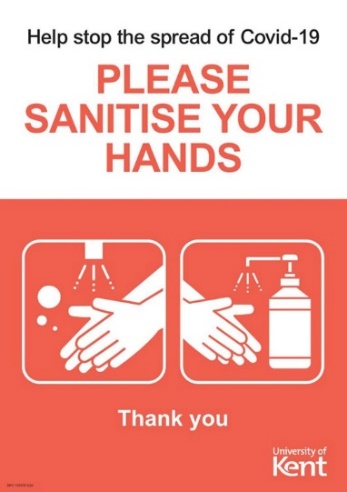 Help stop the spread of Covid-19
PLEASE
SANITISE YOUR
HANDS
Thank you
University of
Kent